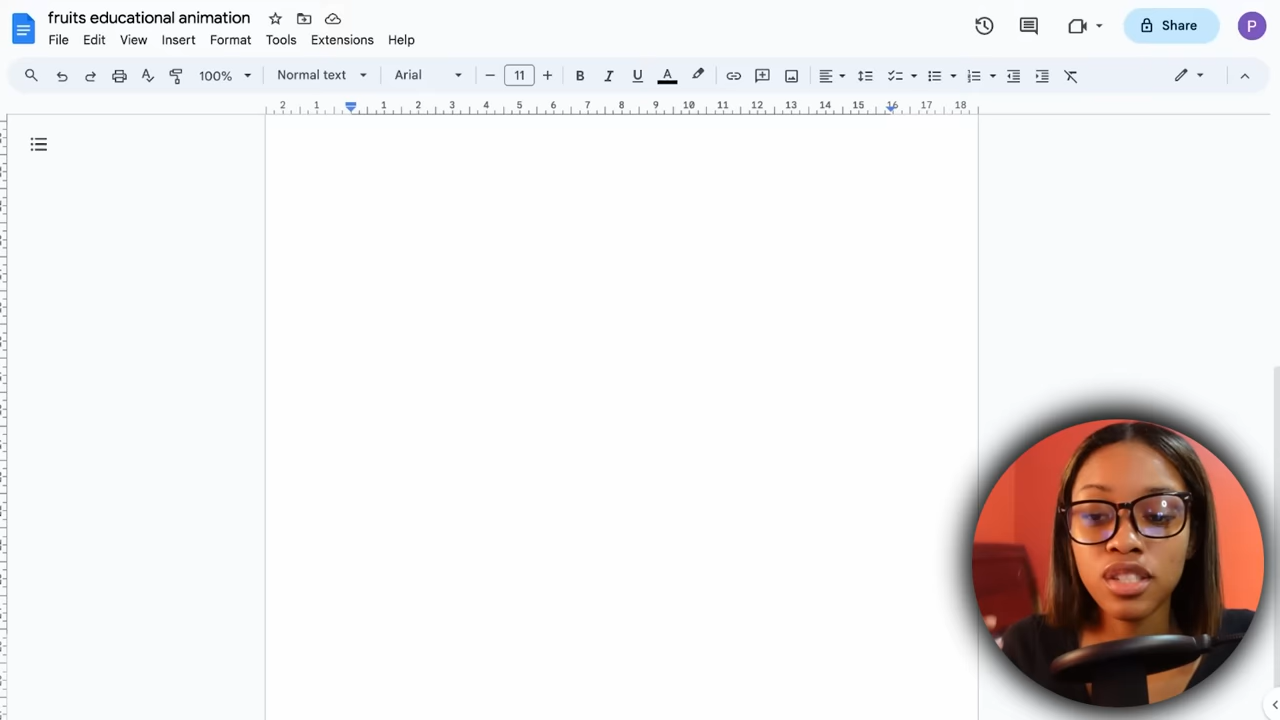 fruits educational animation
File Edit View Insert Format Tools Extensions Help
Share
P
100% Normal text Arial 11 B I U A
2 1 1 2 3 4 5 6 7 8 9 10 11 12 13 14 15 16 17 18